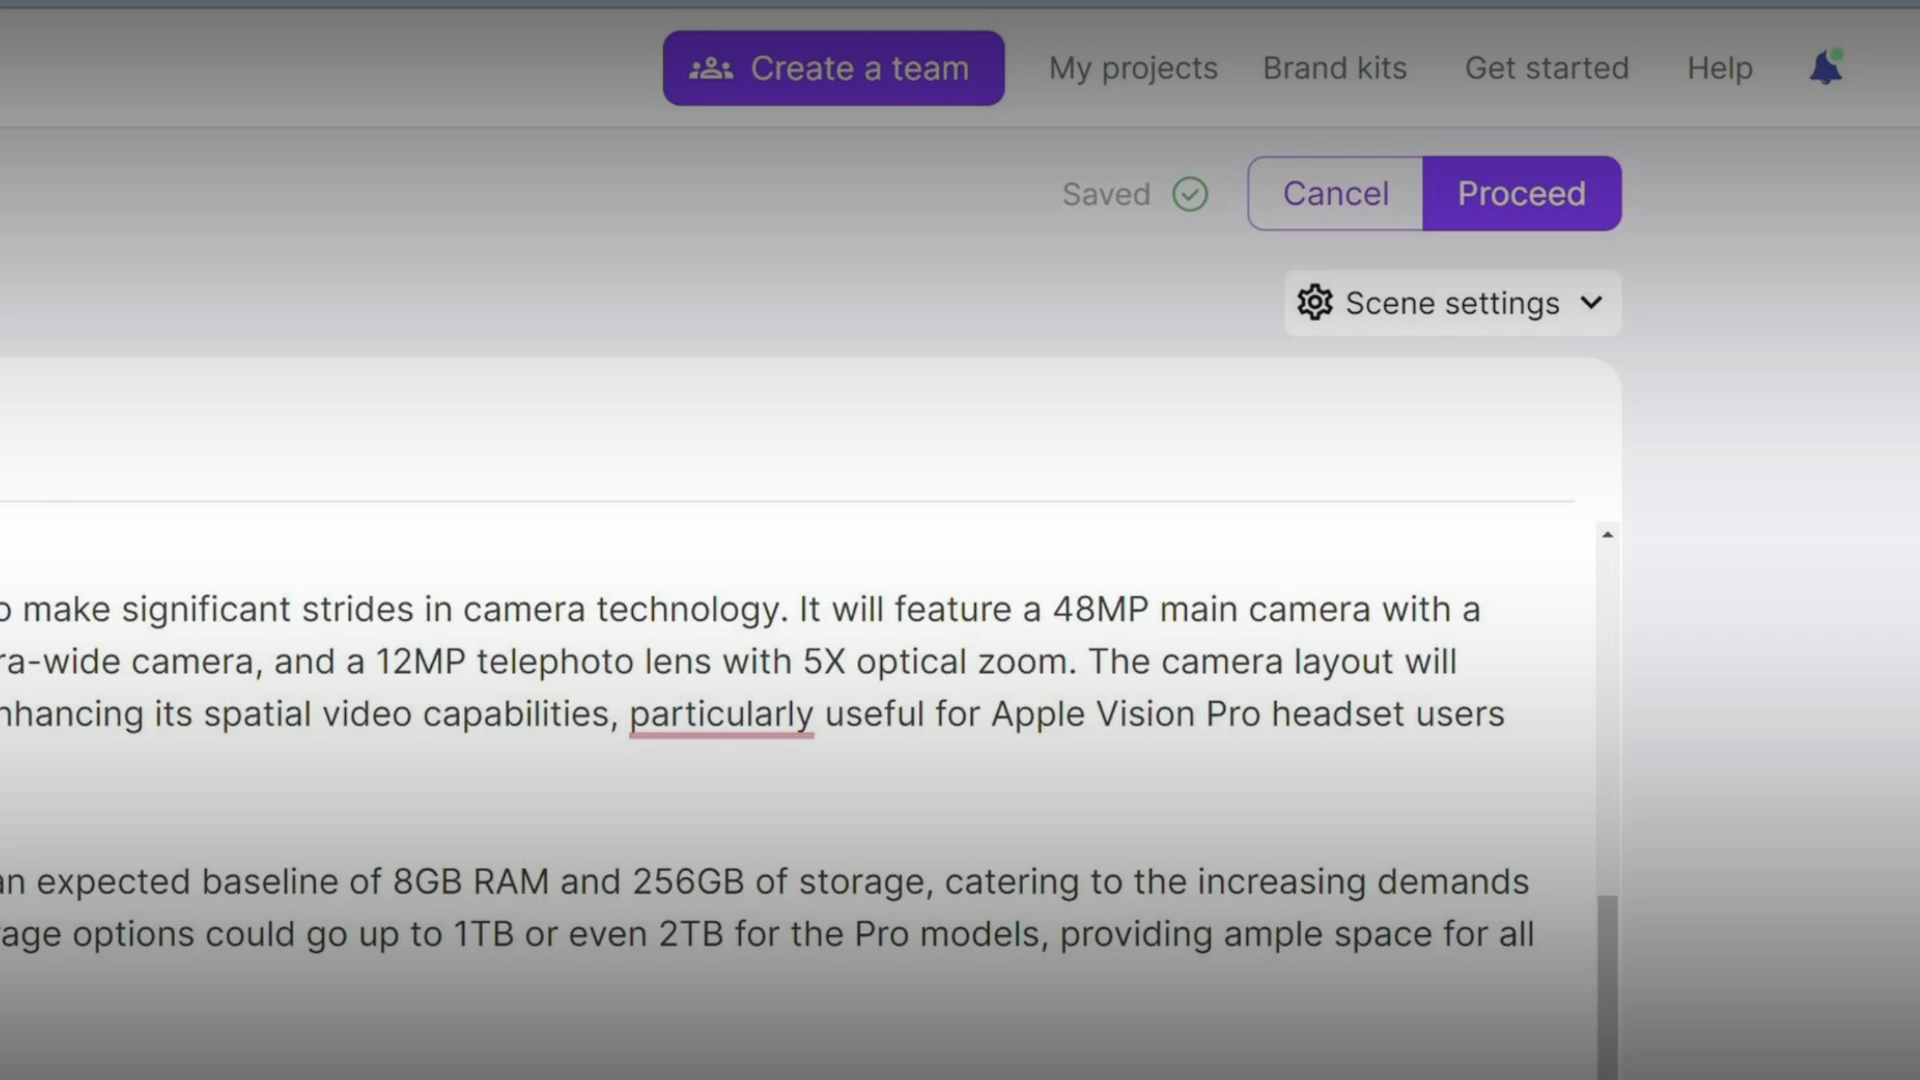 Create a team My projects Brand kits Get started Help
Saved Cancel Proceed
Scene settings
make significant strides in camera technology. It will feature a 48MP main camera with a
ra-wide camera, and a 12MP telephoto lens with 5X optical zoom. The camera layout will
nhancing its spatial video capabilities, particularly useful for Apple Vision Pro headset users
an expected baseline of 8GB RAM and 256GB of storage, catering to the increasing demands
age options could go up to 1TB or even 2TB for the Pro models, providing ample space for all